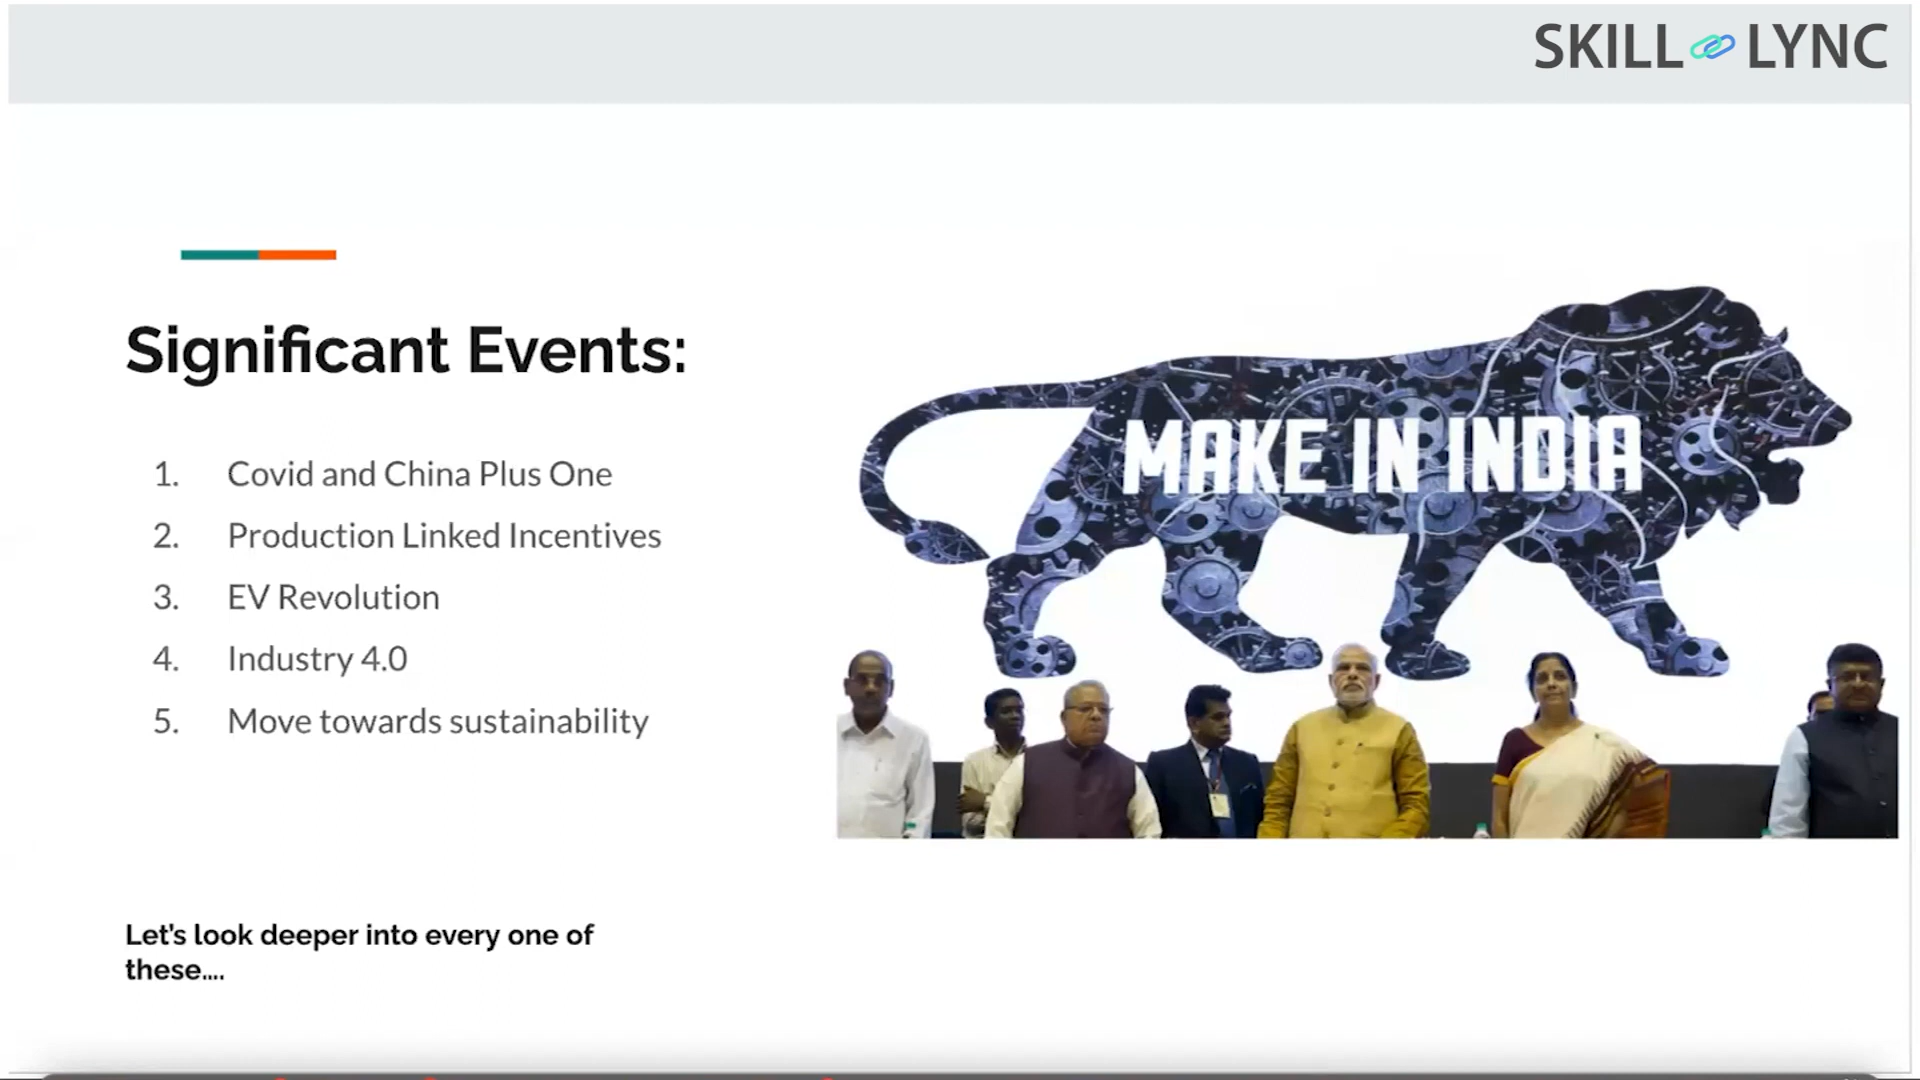 SKILL LYNC
Significant Events:
1. Covid and China Plus One
2. Production Linked Incentives
3. EV Revolution
4. Industry 4.0
5. Move towards sustainability
MAKE IN INDIA
Let's look deeper into every one of
these....